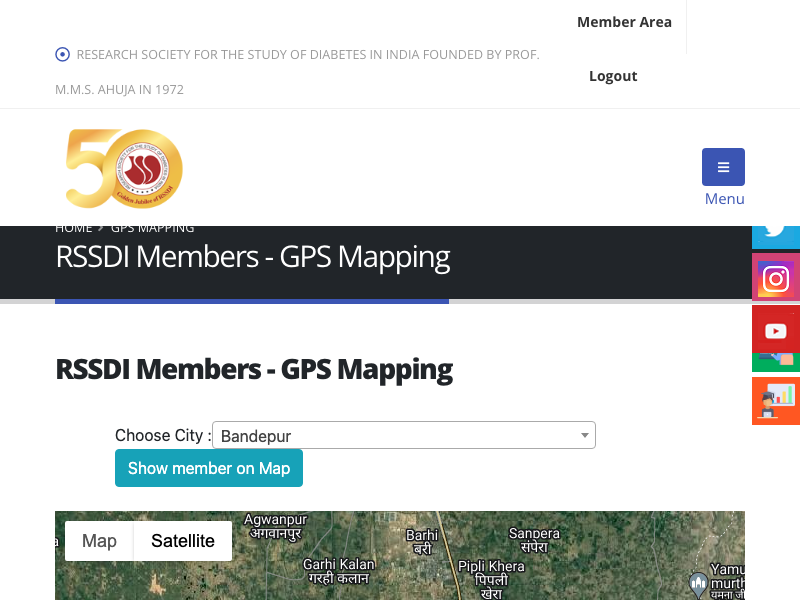 Member Area
RESEARCH SOCIETY FOR THE STUDY OF DIABETES IN INDIA FOUNDED BY PROF.
M.M.S. AHUJA IN 1972
Logout
50
Golden Jubilee of RSSDI
Menu
HOME > GPS MAPPING
RSSDI Members - GPS Mapping
RSSDI Members - GPS Mapping
Choose City : Bandepur
Show member on Map
Map Satellite
Agwanpur
अगवानपुर
Barhi
बरी
Sanpera
संपेरा
Garhi Kalan
गरही कलान
Pipli Khera
पिपली
खेरा
Yamu
murth